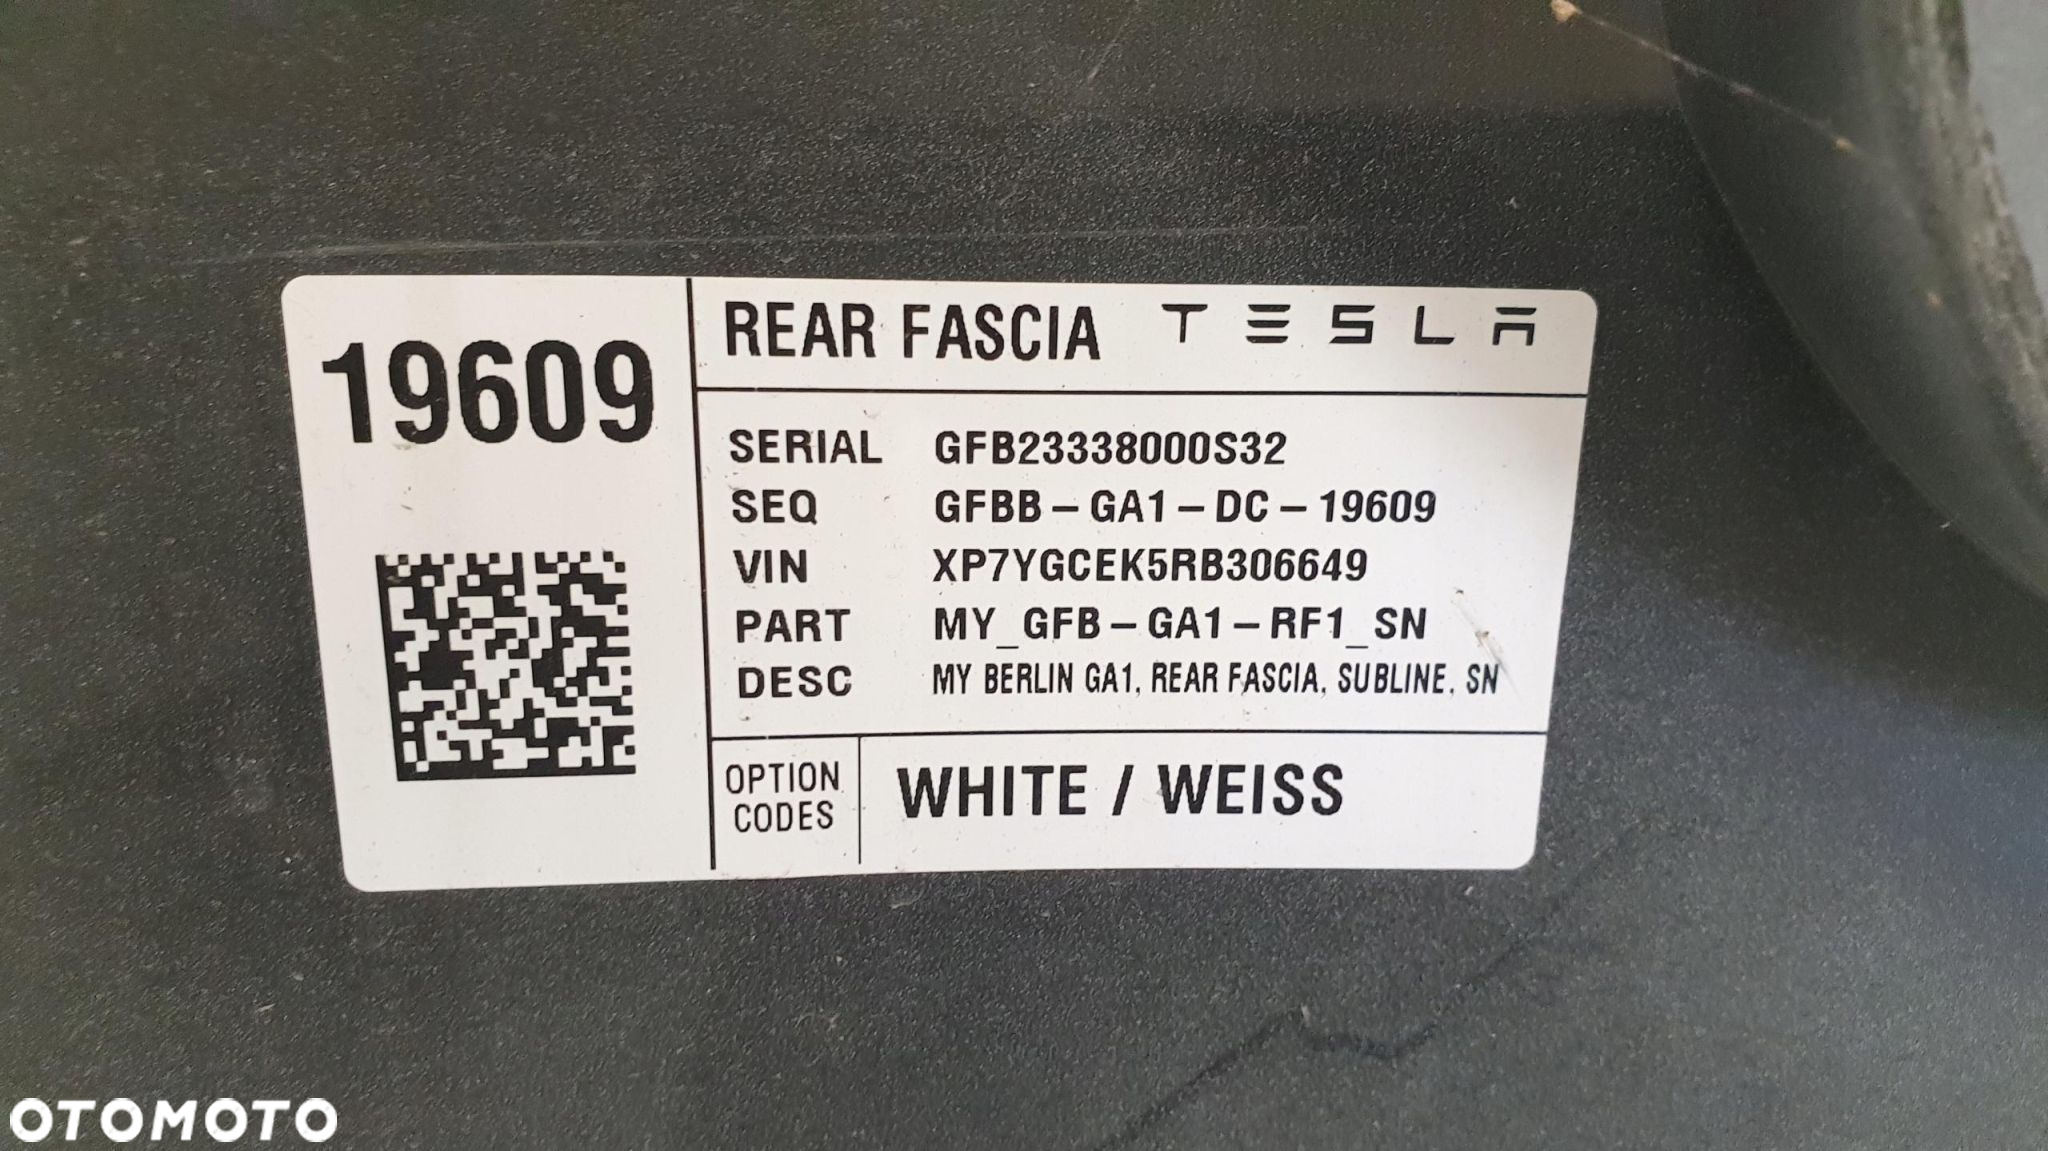 19609
REAR FASCIA TESLA
SERIAL GFB23338000S32
SEQ GFBB-GA1-DC-19609
VIN XP7YGCEK5RB306649
PART MY_GFB-GA1-RF1_SN
DESC MY BERLIN GA1, REAR FASCIA, SUBLINE, SN
OPTION CODES WHITE / WEISS
OTOMOTO